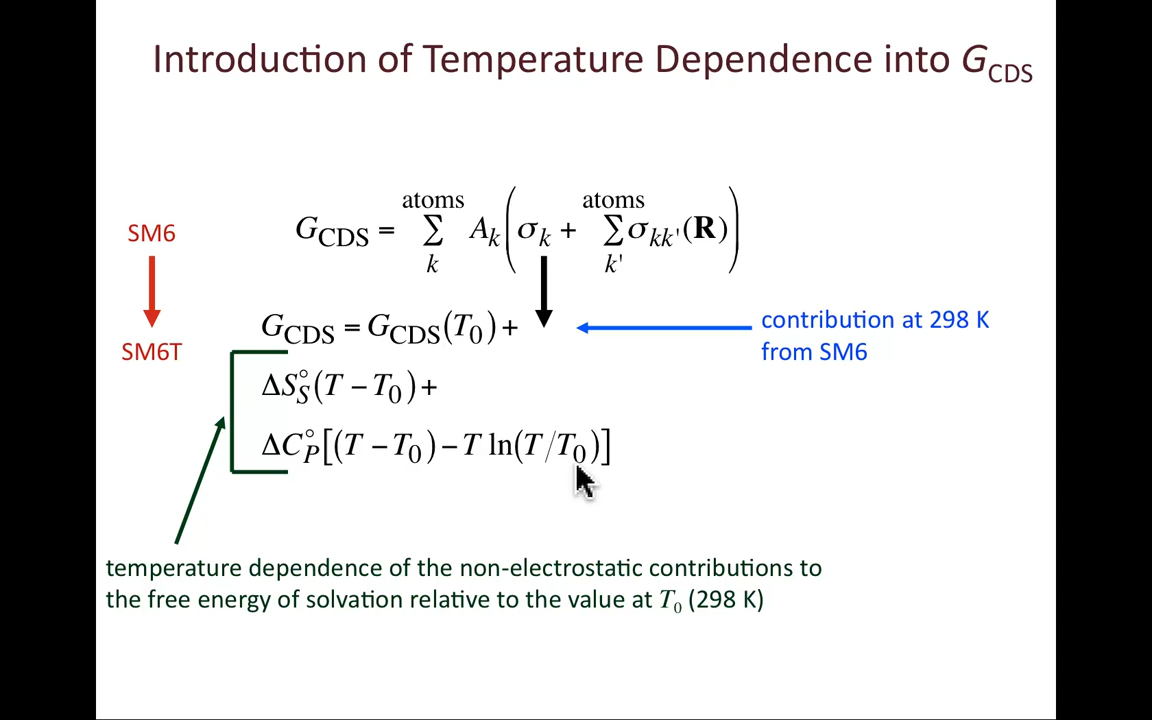 Introduction of Temperature Dependence into G_CDS
SM6
G_CDS = ∑_k^atoms A_k(σ_k + ∑_k'^atoms σ_kk'(R))
SM6T
G_CDS = G_CDS(T_0) +
contribution at 298 K
from SM6
ΔS°_S(T − T_0) +
ΔC°_P[(T − T_0) − T ln(T/T_0)]
temperature dependence of the non-electrostatic contributions to
the free energy of solvation relative to the value at T_0 (298 K)